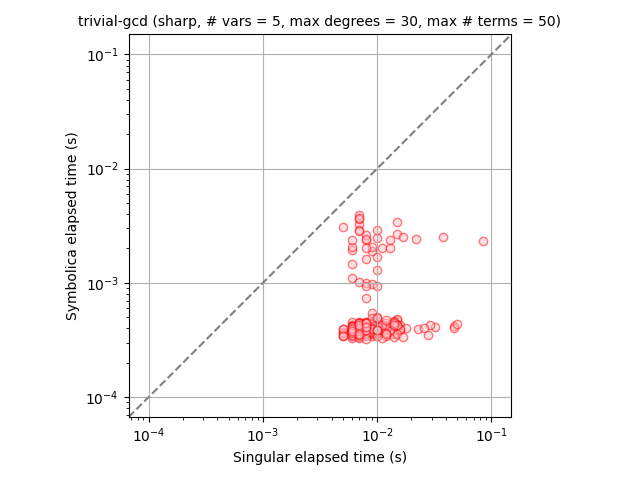 trivial-gcd (sharp, # vars = 5, max degrees = 30, max # terms = 50)
Symbolica elapsed time (s)
10⁻¹
10⁻²
10⁻³
10⁻⁴
10⁻⁴ 10⁻³ 10⁻² 10⁻¹
Singular elapsed time (s)